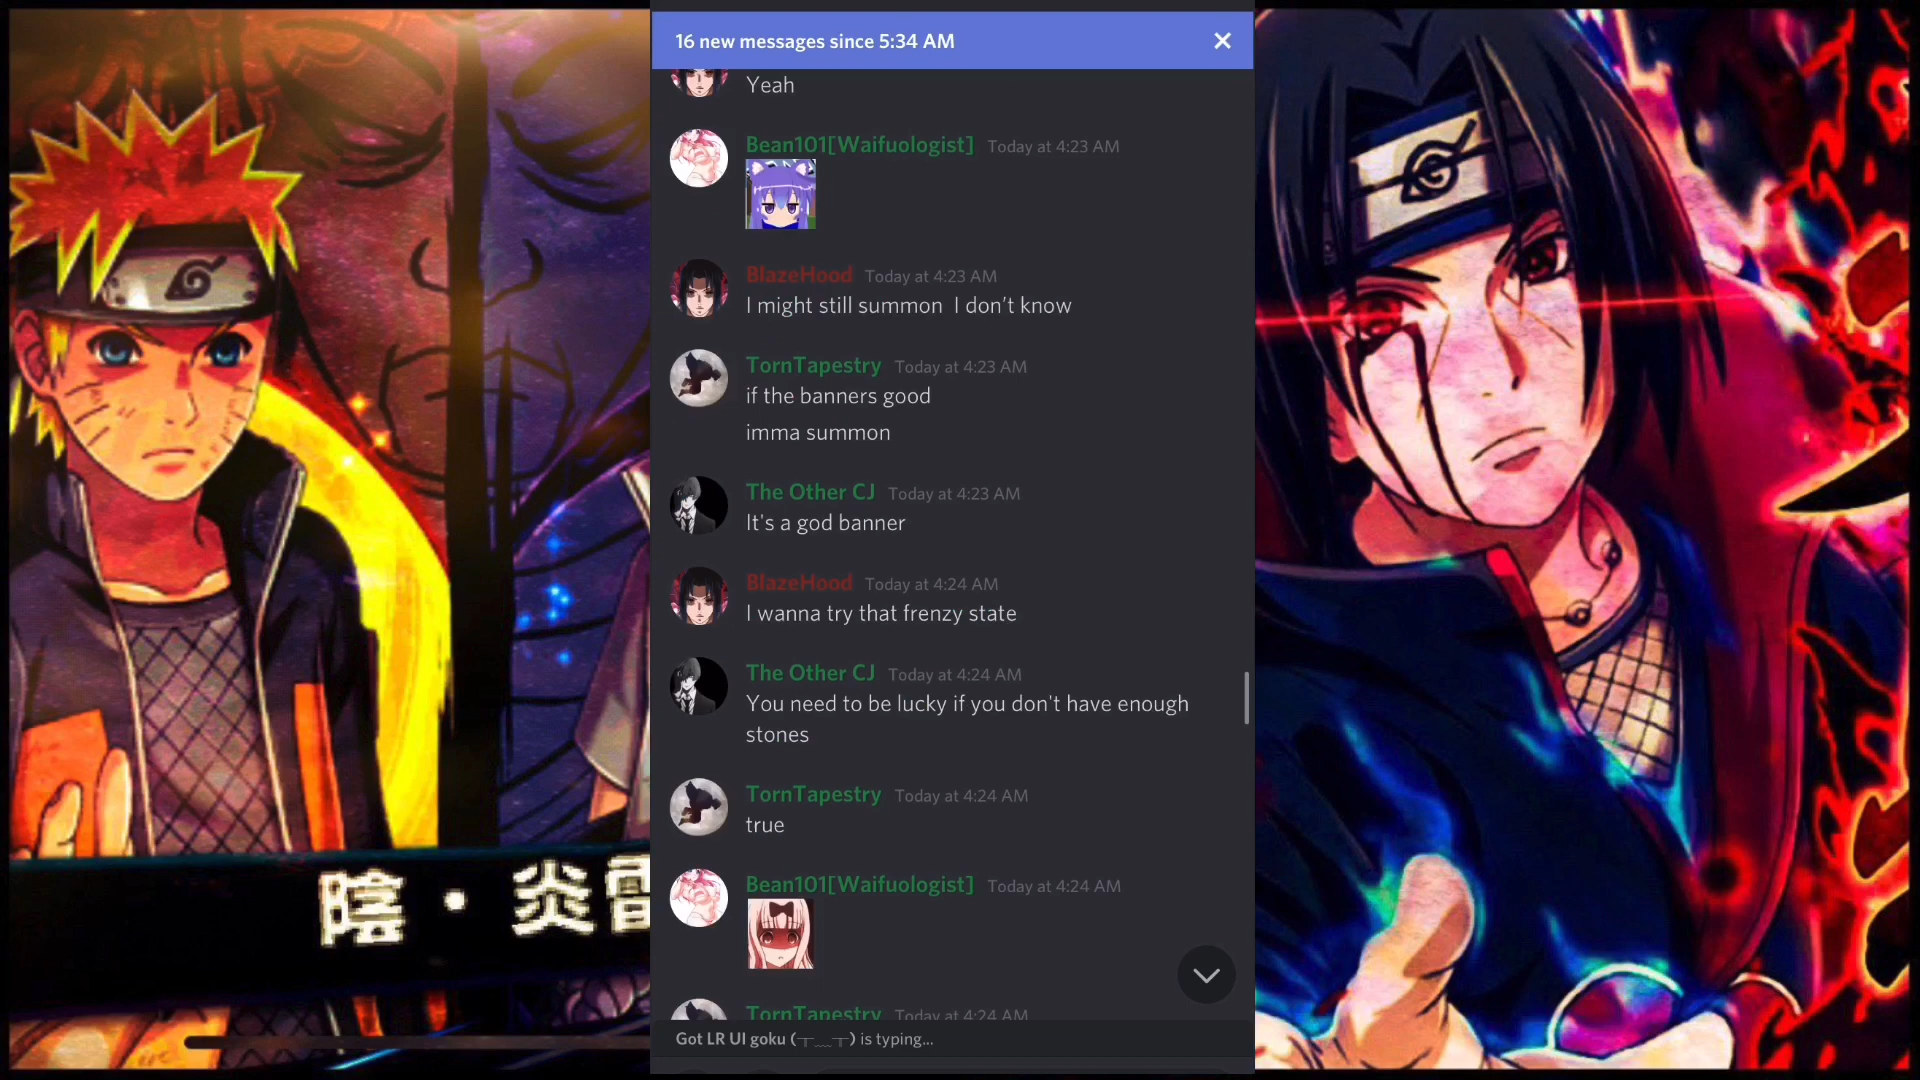 16 new messages since 5:34 AM
Yeah
Bean101[Waifuologist] Today at 4:23 AM
BlazeHood Today at 4:23 AM
I might still summon I don’t know
TornTapestry Today at 4:23 AM
if the banners good
imma summon
The Other CJ Today at 4:23 AM
It's a god banner
BlazeHood Today at 4:24 AM
I wanna try that frenzy state
The Other CJ Today at 4:24 AM
You need to be lucky if you don't have enough
stones
TornTapestry Today at 4:24 AM
true
Bean101[Waifuologist] Today at 4:24 AM
TornTapestry Today at 4:24 AM
Got LR UI goku (┬﹏┬) is typing...
陰・炎